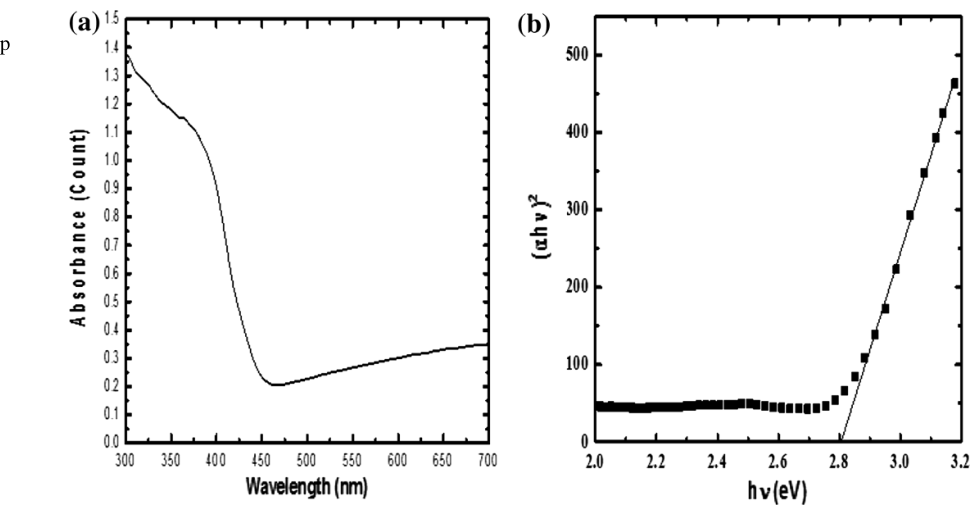 p
(a)
1.5
1.4
1.3
1.2
1.1
1.0
0.9
0.8
0.7
0.6
0.5
0.4
0.3
0.2
0.1
0.0
Absorbance (Count)
300 350 400 450 500 550 600 650 700
Wavelength (nm)
(b)
500
400
300
200
100
0
(αhν)²
2.0 2.2 2.4 2.6 2.8 3.0 3.2
hν(eV)